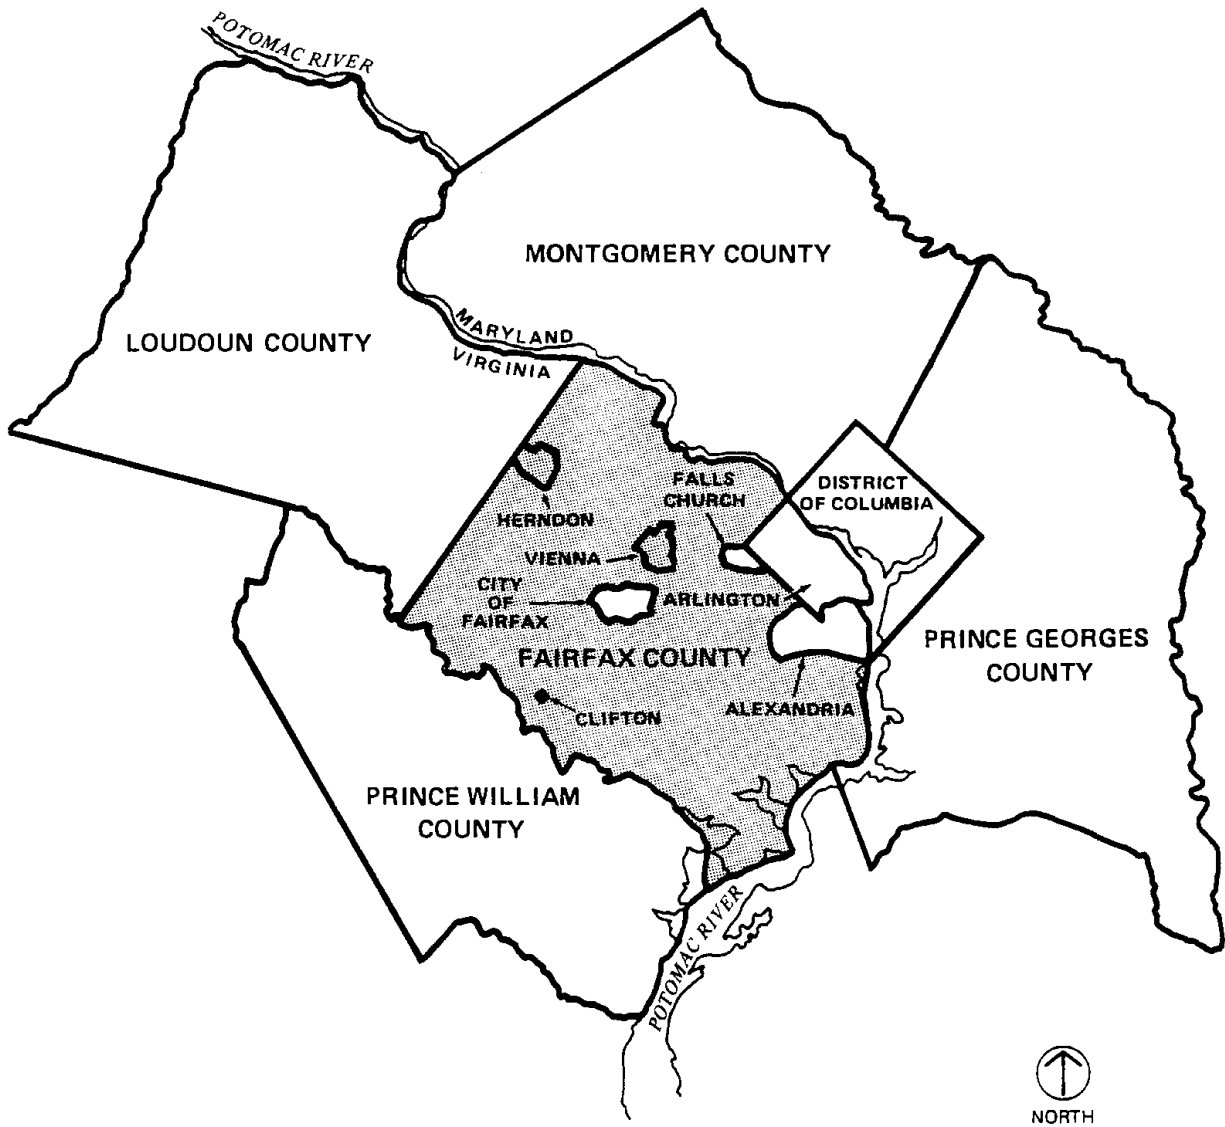 POTOMAC RIVER
MONTGOMERY COUNTY
LOUDOUN COUNTY
MARYLAND
VIRGINIA
FALLS
CHURCH
DISTRICT
OF COLUMBIA
HERNDON
VIENNA
CITY
OF
FAIRFAX
ARLINGTON
FAIRFAX COUNTY
PRINCE GEORGES
COUNTY
CLIFTON
ALEXANDRIA
PRINCE WILLIAM
COUNTY
POTOMAC RIVER
NORTH